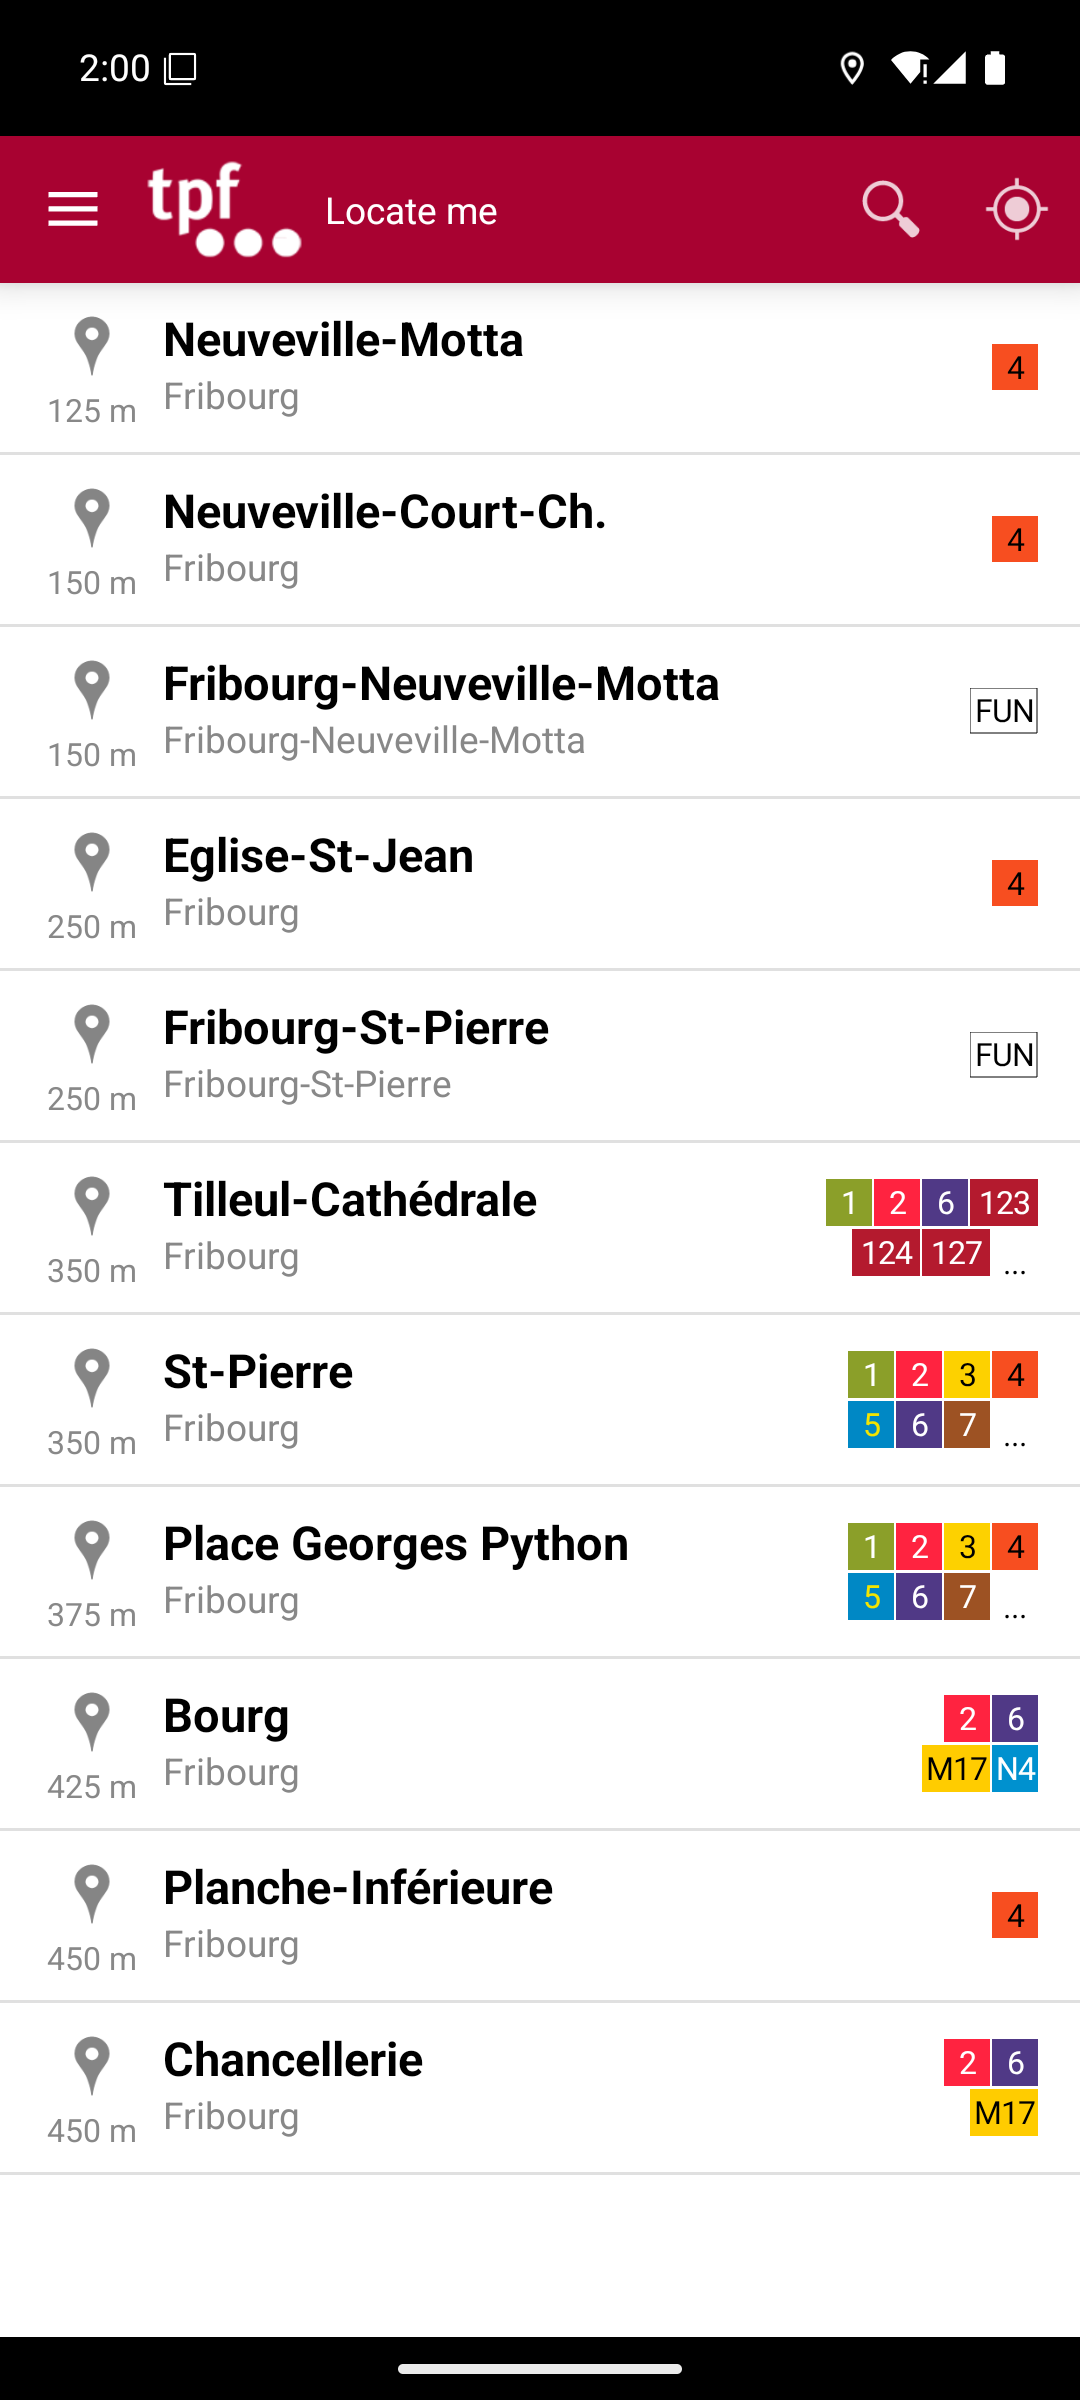 2:00
tpf Locate me
Neuveville-Motta
Fribourg
125 m
4
Neuveville-Court-Ch.
Fribourg
150 m
4
Fribourg-Neuveville-Motta
Fribourg-Neuveville-Motta
150 m
FUN
Eglise-St-Jean
Fribourg
250 m
4
Fribourg-St-Pierre
Fribourg-St-Pierre
250 m
FUN
Tilleul-Cathédrale
Fribourg
350 m
1 2 6 123
124 127 ...
St-Pierre
Fribourg
350 m
1 2 3 4
5 6 7 ...
Place Georges Python
Fribourg
375 m
1 2 3 4
5 6 7 ...
Bourg
Fribourg
425 m
2 6
M17 N4
Planche-Inférieure
Fribourg
450 m
4
Chancellerie
Fribourg
450 m
2 6
M17